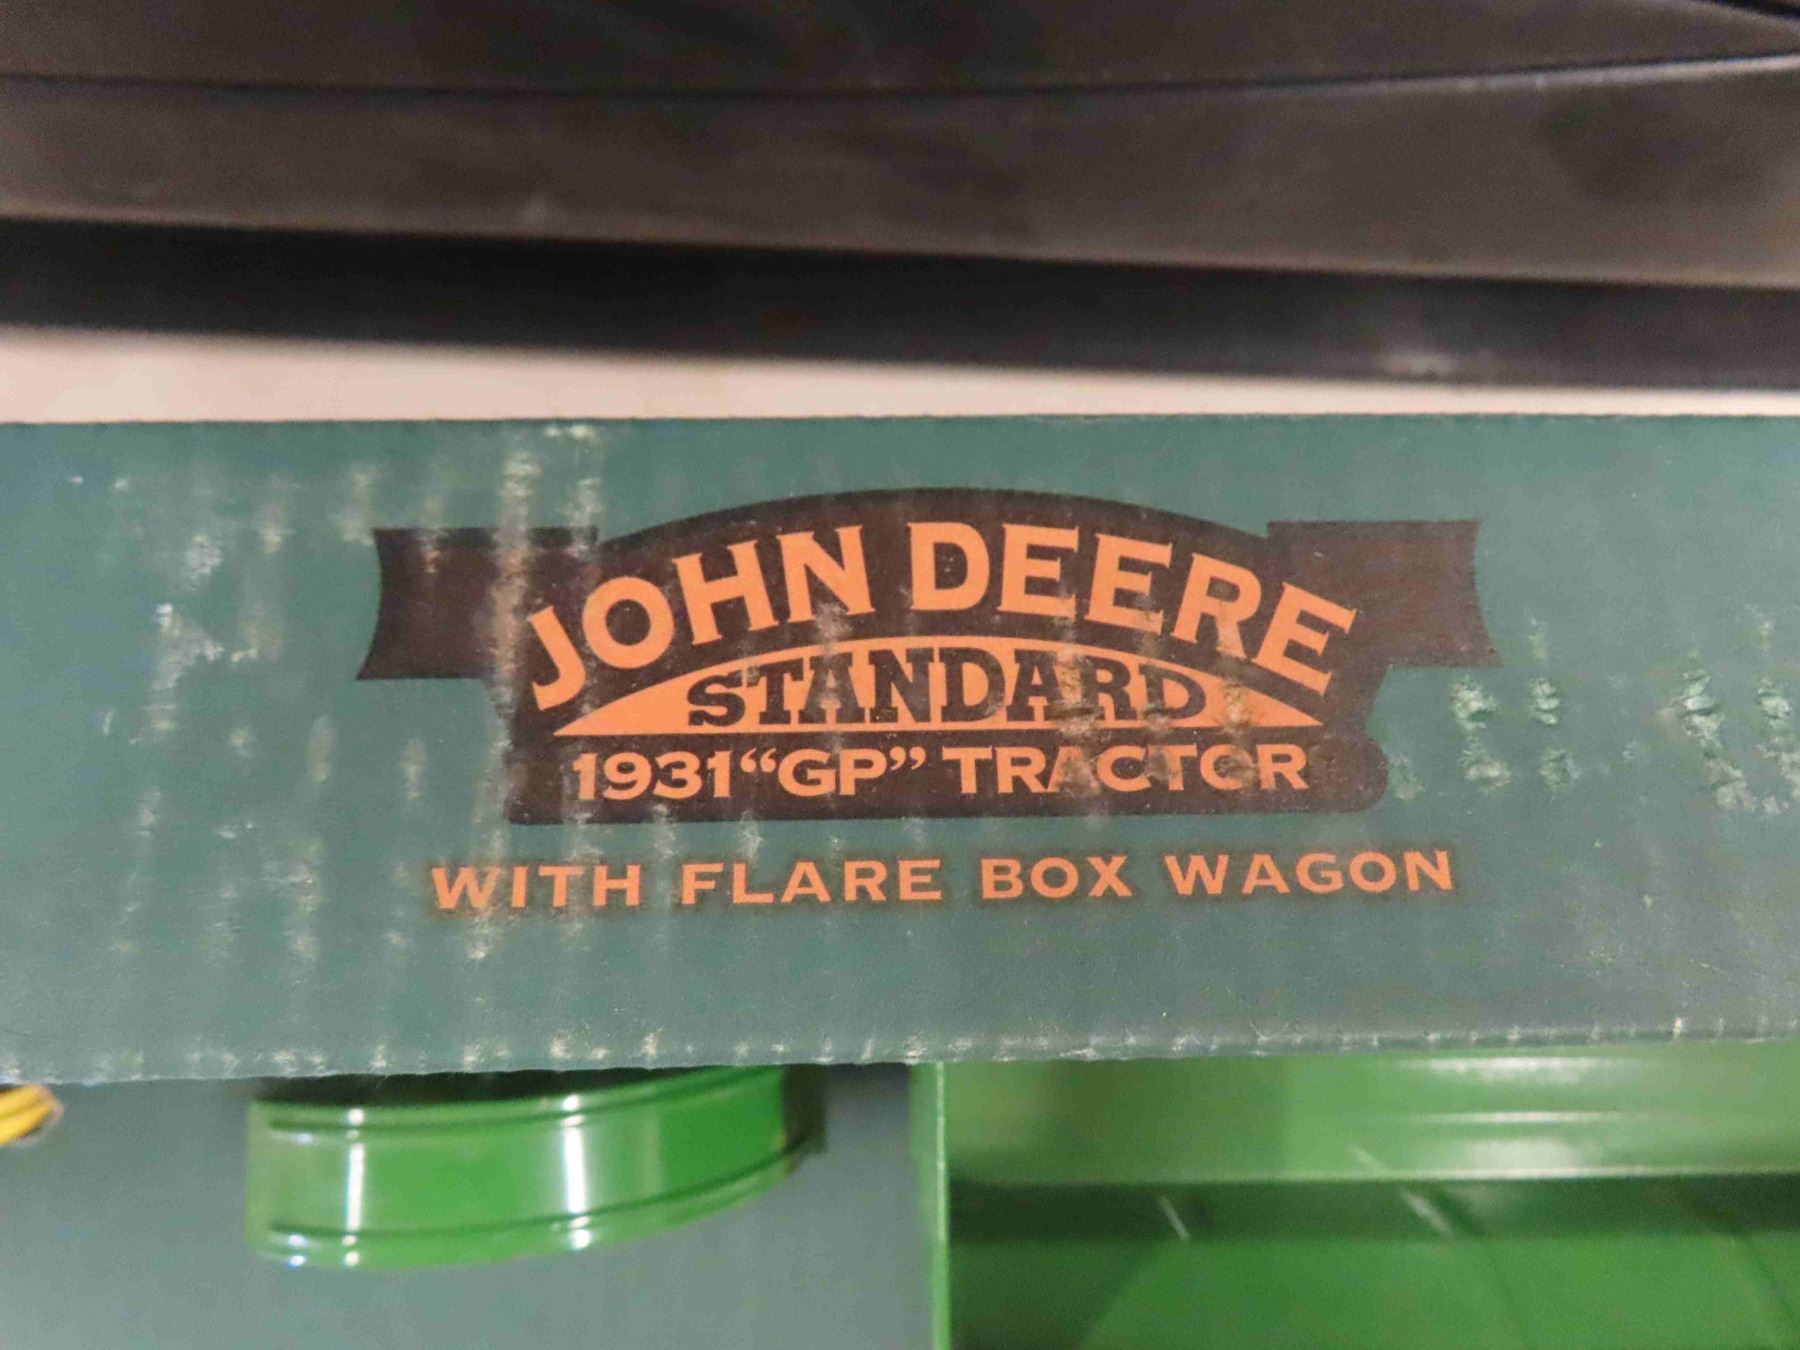 JOHN DEERE
STANDARD
1931“GP” TRACTOR
WITH FLARE BOX WAGON